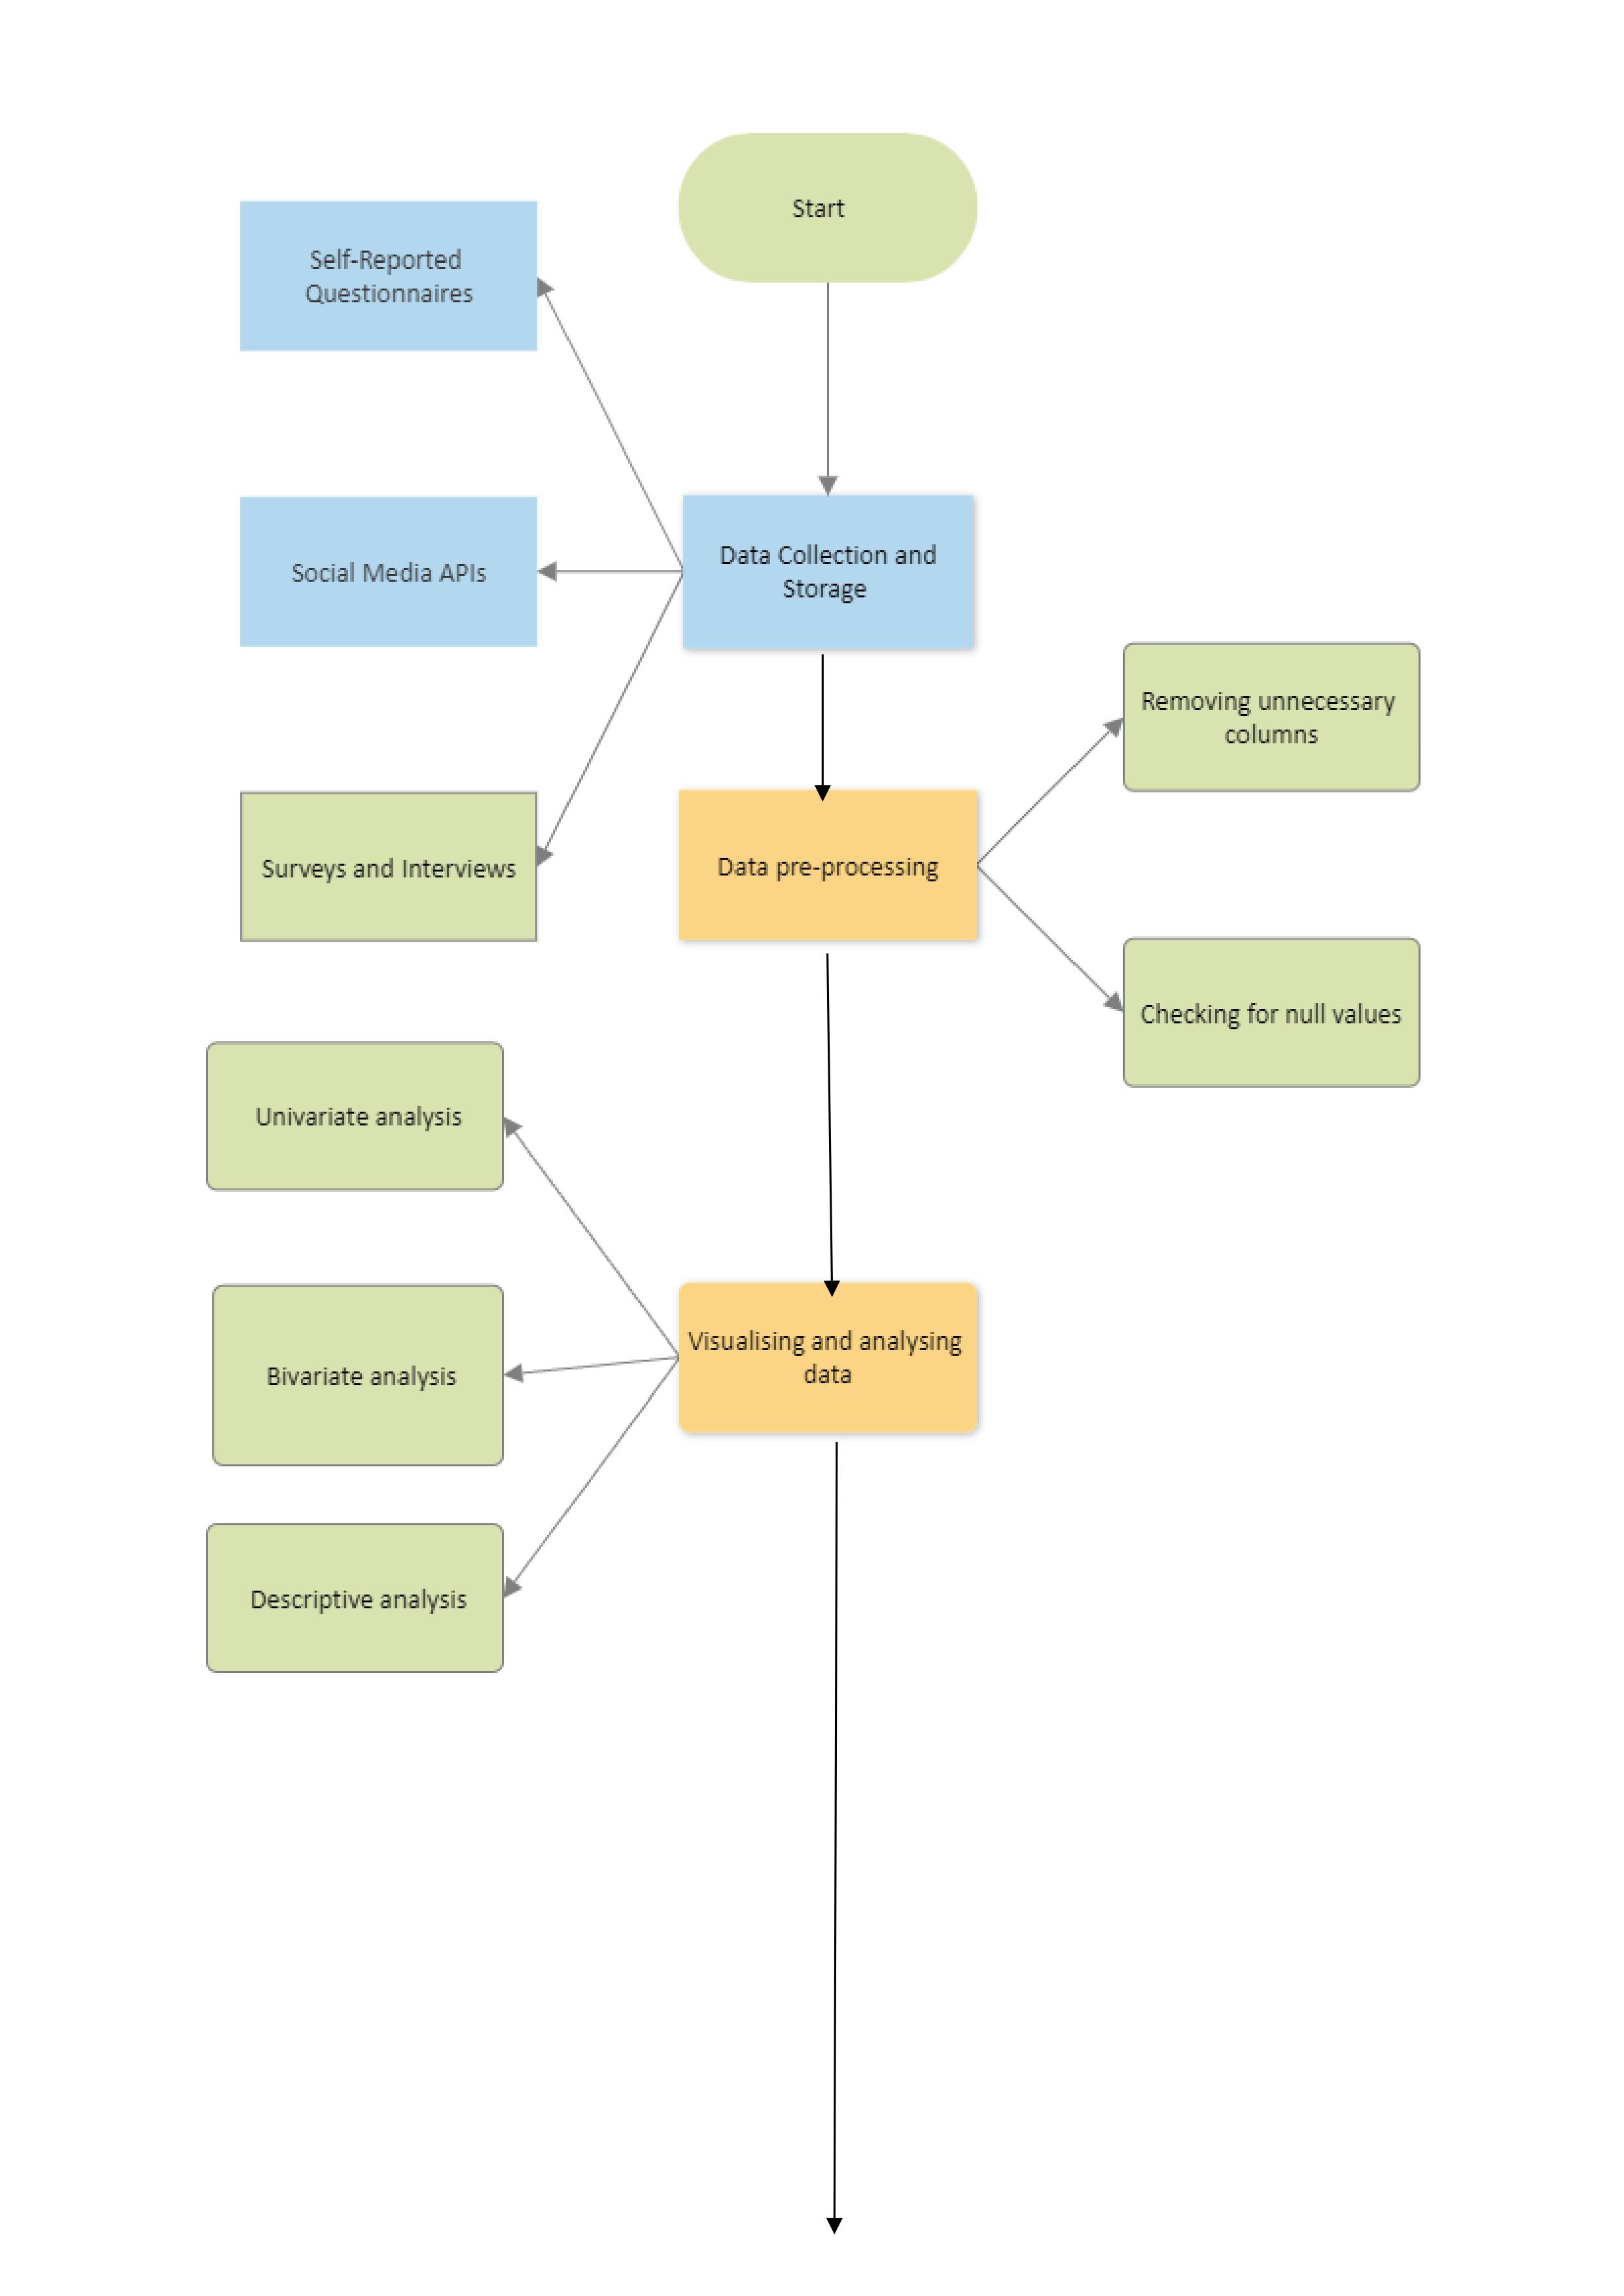 Start
Self-Reported
Questionnaires
Social Media APIs
Data Collection and
Storage
Surveys and Interviews
Data pre-processing
Removing unnecessary
columns
Checking for null values
Univariate analysis
Bivariate analysis
Descriptive analysis
Visualising and analysing
data